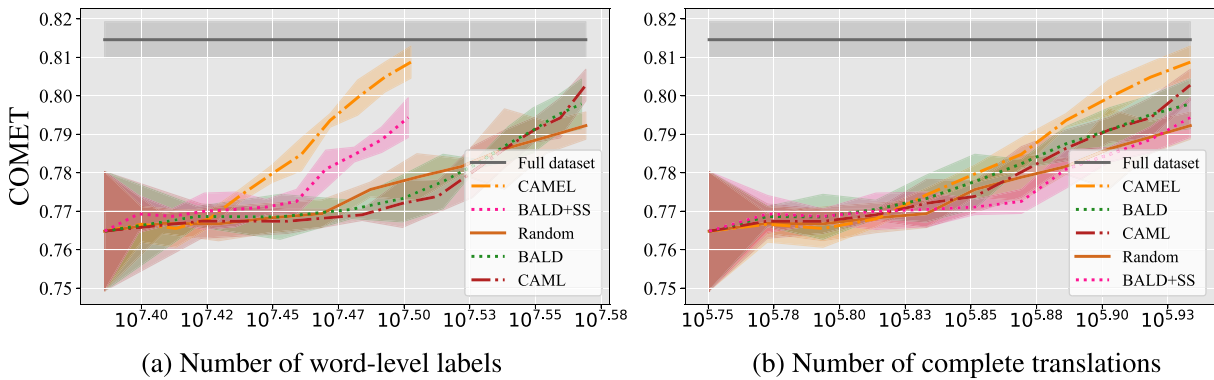 COMET
0.82
0.81
0.80
0.79
0.78
0.77
0.76
0.75
10^7.40 10^7.42 10^7.45 10^7.47 10^7.50 10^7.53 10^7.55 10^7.58
Full dataset
CAMEL
BALD+SS
Random
BALD
CAML
(a) Number of word-level labels
0.82
0.81
0.80
0.79
0.78
0.77
0.76
0.75
10^5.75 10^5.78 10^5.80 10^5.83 10^5.85 10^5.88 10^5.90 10^5.93
Full dataset
CAMEL
BALD
CAML
Random
BALD+SS
(b) Number of complete translations